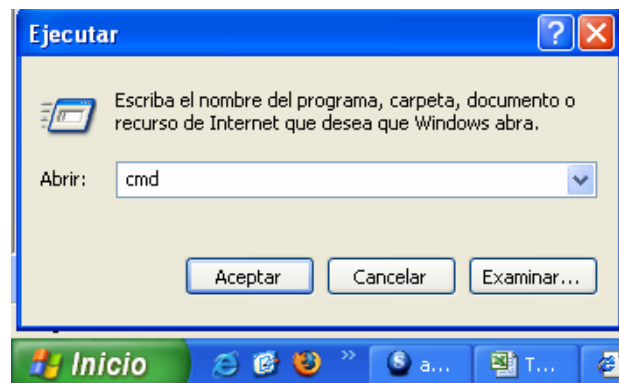 Ejecutar
Escriba el nombre del programa, carpeta, documento o
recurso de Internet que desea que Windows abra.
Abrir: cmd
Aceptar Cancelar Examinar...
Inicio » a... T...